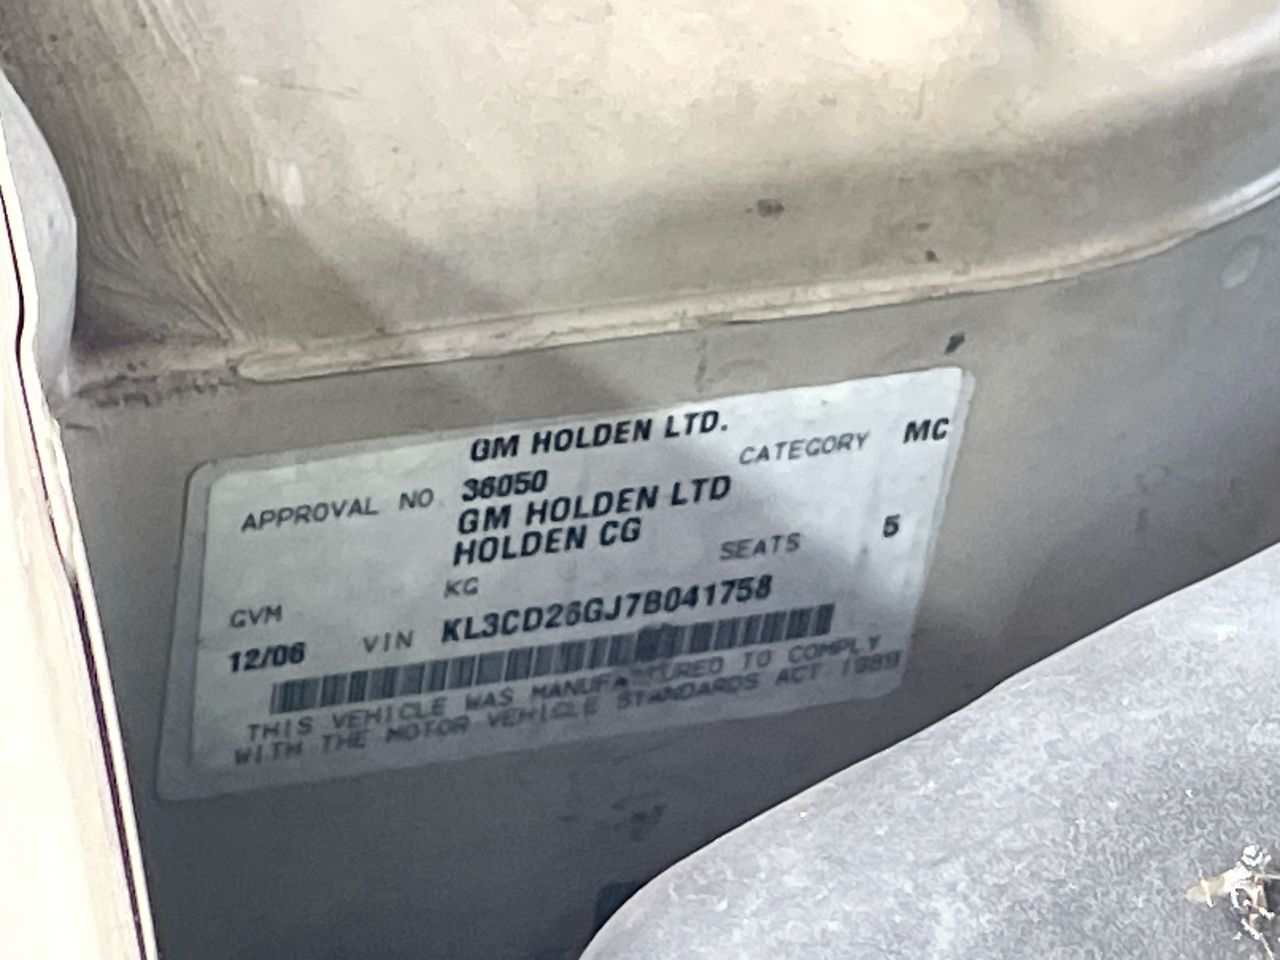 GM HOLDEN LTD.
APPROVAL NO. 36050 CATEGORY MC
GM HOLDEN LTD
HOLDEN CG
GVM KG SEATS 5
12/06 VIN KL3CD26GJ7B041758
THIS VEHICLE WAS MANUFACTURED TO COMPLY
WITH THE MOTOR VEHICLE STANDARDS ACT 1989